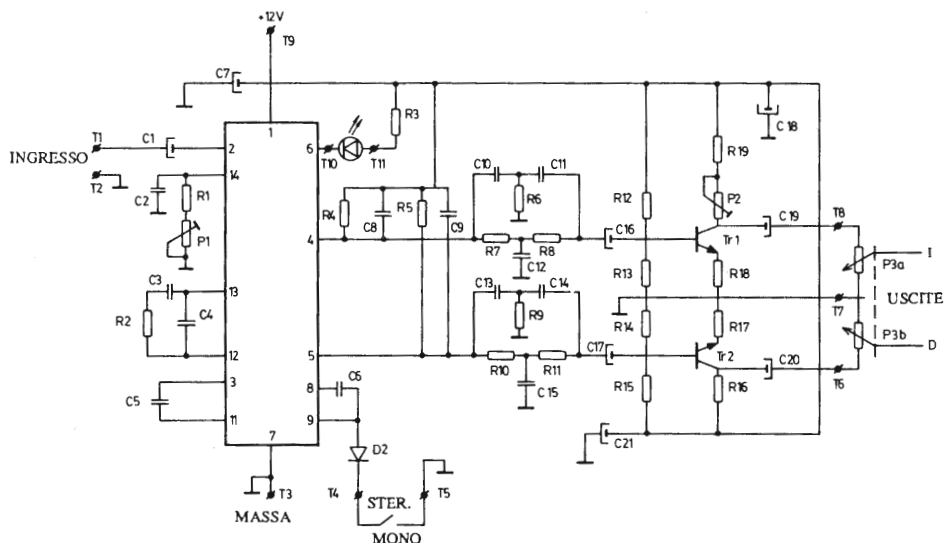 +12V
T9
C7
R3
1
6
T10
T11
C18
T1
C1
2
INGRESSO
14
T2
C2
R1
P1
R19
P2
C10
C11
R6
R12
R4
C8
R5
C9
C16
C19
T8
Tr1
4
R7
R8
C12
R13
R18
P3a
I
C3
13
R2
C4
C13
C14
R9
T7
USCITE
R14
R17
12
5
C17
Tr2
P3b
D
R10
R11
C20
3
8
C6
C15
R15
R16
T6
C5
11
9
7
D2
C21
T3
T4
STER.
T5
MASSA
MONO